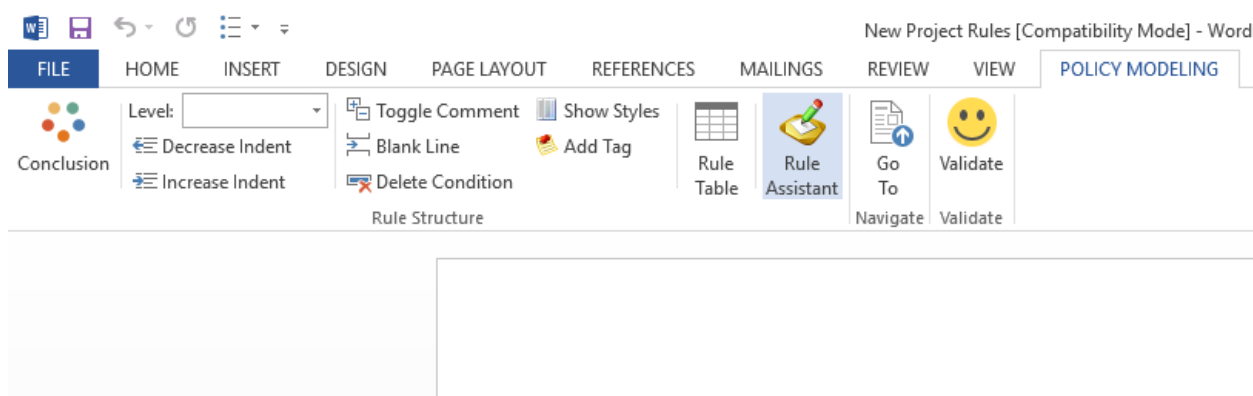 New Project Rules [Compatibility Mode] - Word
FILE HOME INSERT DESIGN PAGE LAYOUT REFERENCES MAILINGS REVIEW VIEW POLICY MODELING
Conclusion
Level:
Decrease Indent
Increase Indent
Toggle Comment
Blank Line
Delete Condition
Show Styles
Add Tag
Rule Structure
Rule
Table
Rule
Assistant
Go
To
Navigate
Validate
Validate